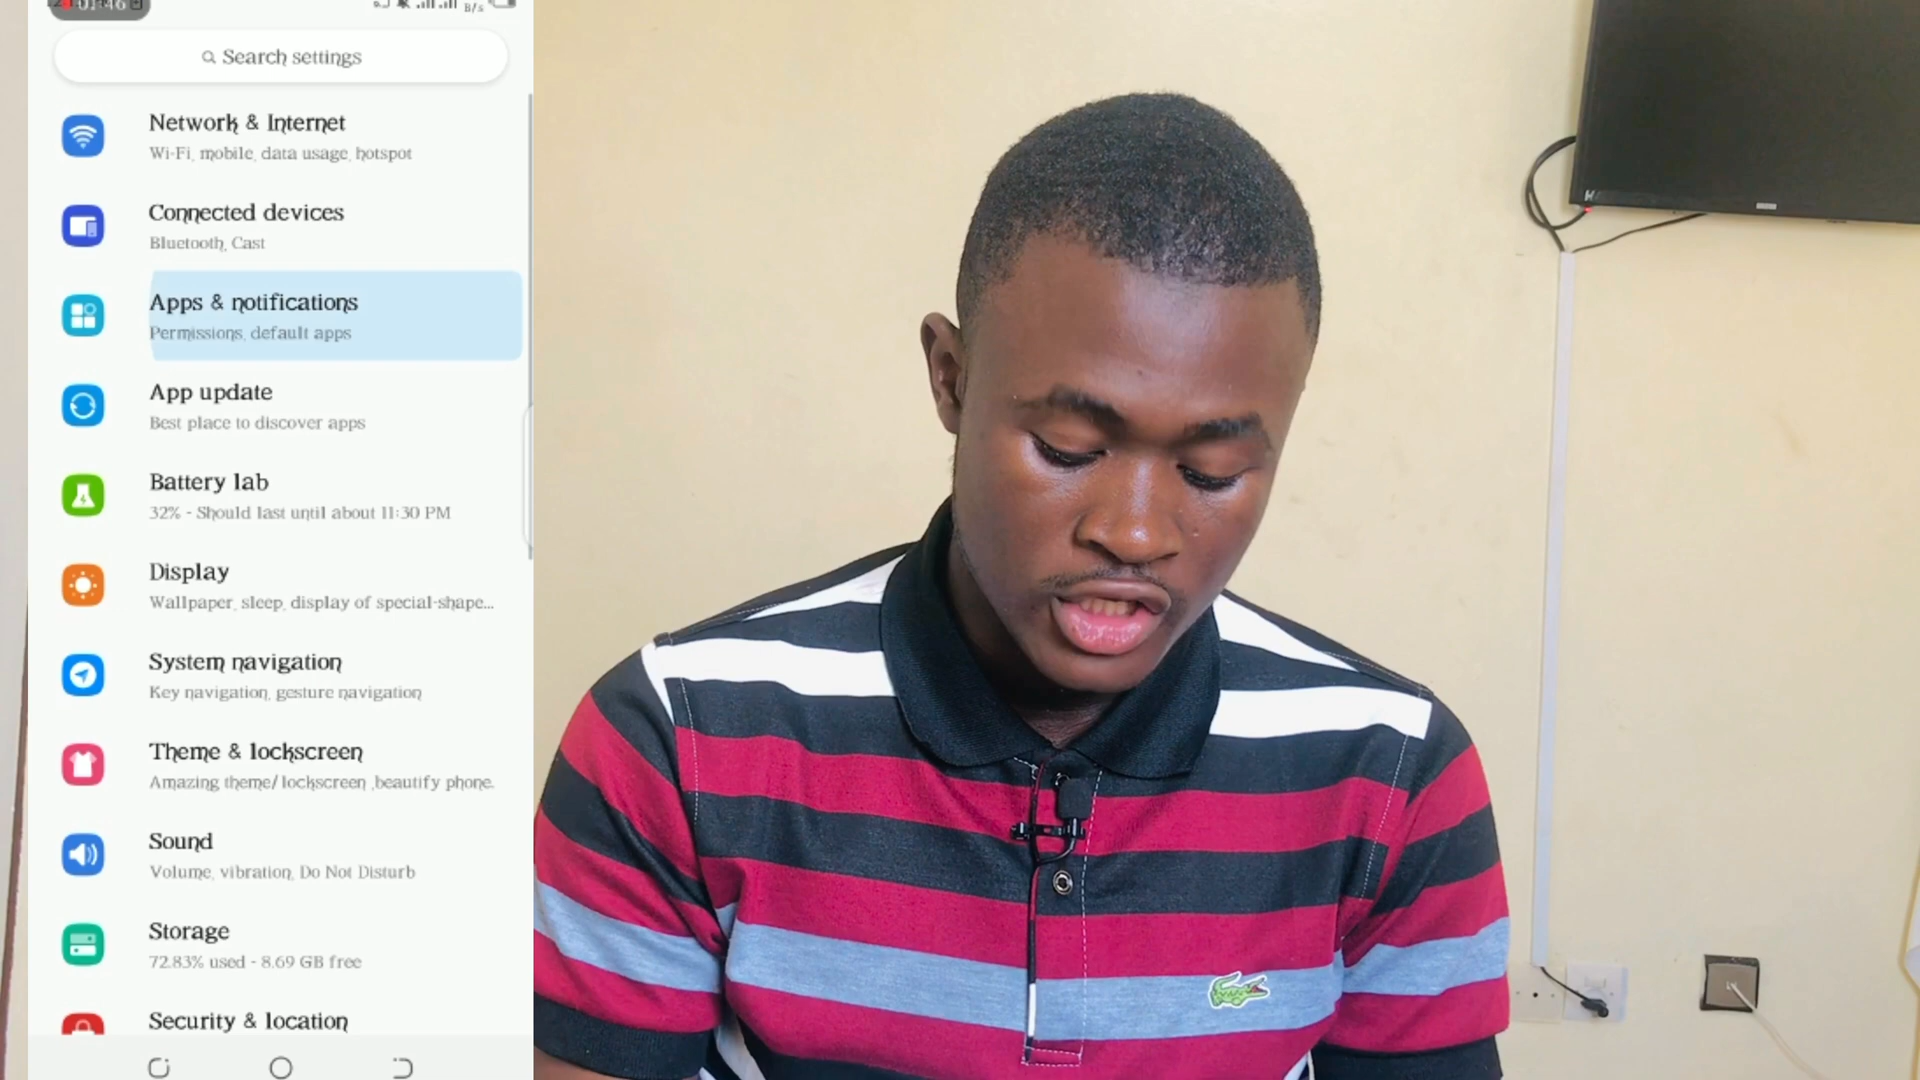 01:46
B/s
Search settings
Network & Internet
Wi-Fi, mobile, data usage, hotspot
Connected devices
Bluetooth, Cast
Apps & notifications
Permissions, default apps
App update
Best place to discover apps
Battery lab
32% - Should last until about 11:30 PM
Display
Wallpaper, sleep, display of special-shape...
System navigation
Key navigation, gesture navigation
Theme & lockscreen
Amazing theme/ lockscreen ,beautify phone.
Sound
Volume, vibration, Do Not Disturb
Storage
72.83% used - 8.69 GB free
Security & location